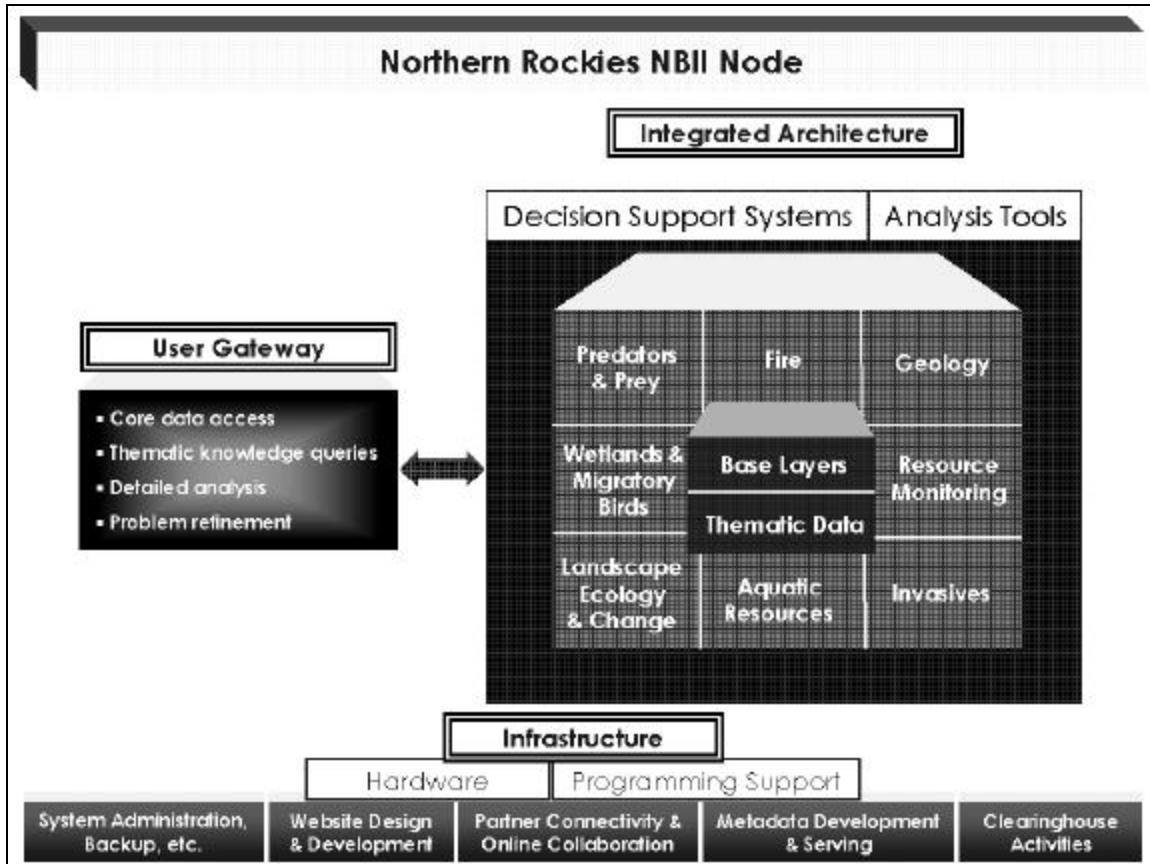 Northern Rockies NBII Node
Integrated Architecture
Decision Support Systems
Analysis Tools
User Gateway
▪ Core data access
▪ Thematic knowledge queries
▪ Detailed analysis
▪ Problem refinement
Predators
& Prey
Fire
Geology
Wetlands &
Migratory
Birds
Base Layers
Thematic Data
Resource
Monitoring
Landscape
Ecology
& Change
Aquatic
Resources
Invasives
Infrastructure
Hardware
Programming Support
System Administration,
Backup, etc.
Website Design
& Development
Partner Connectivity &
Online Collaboration
Metadata Development
& Serving
Clearinghouse
Activities